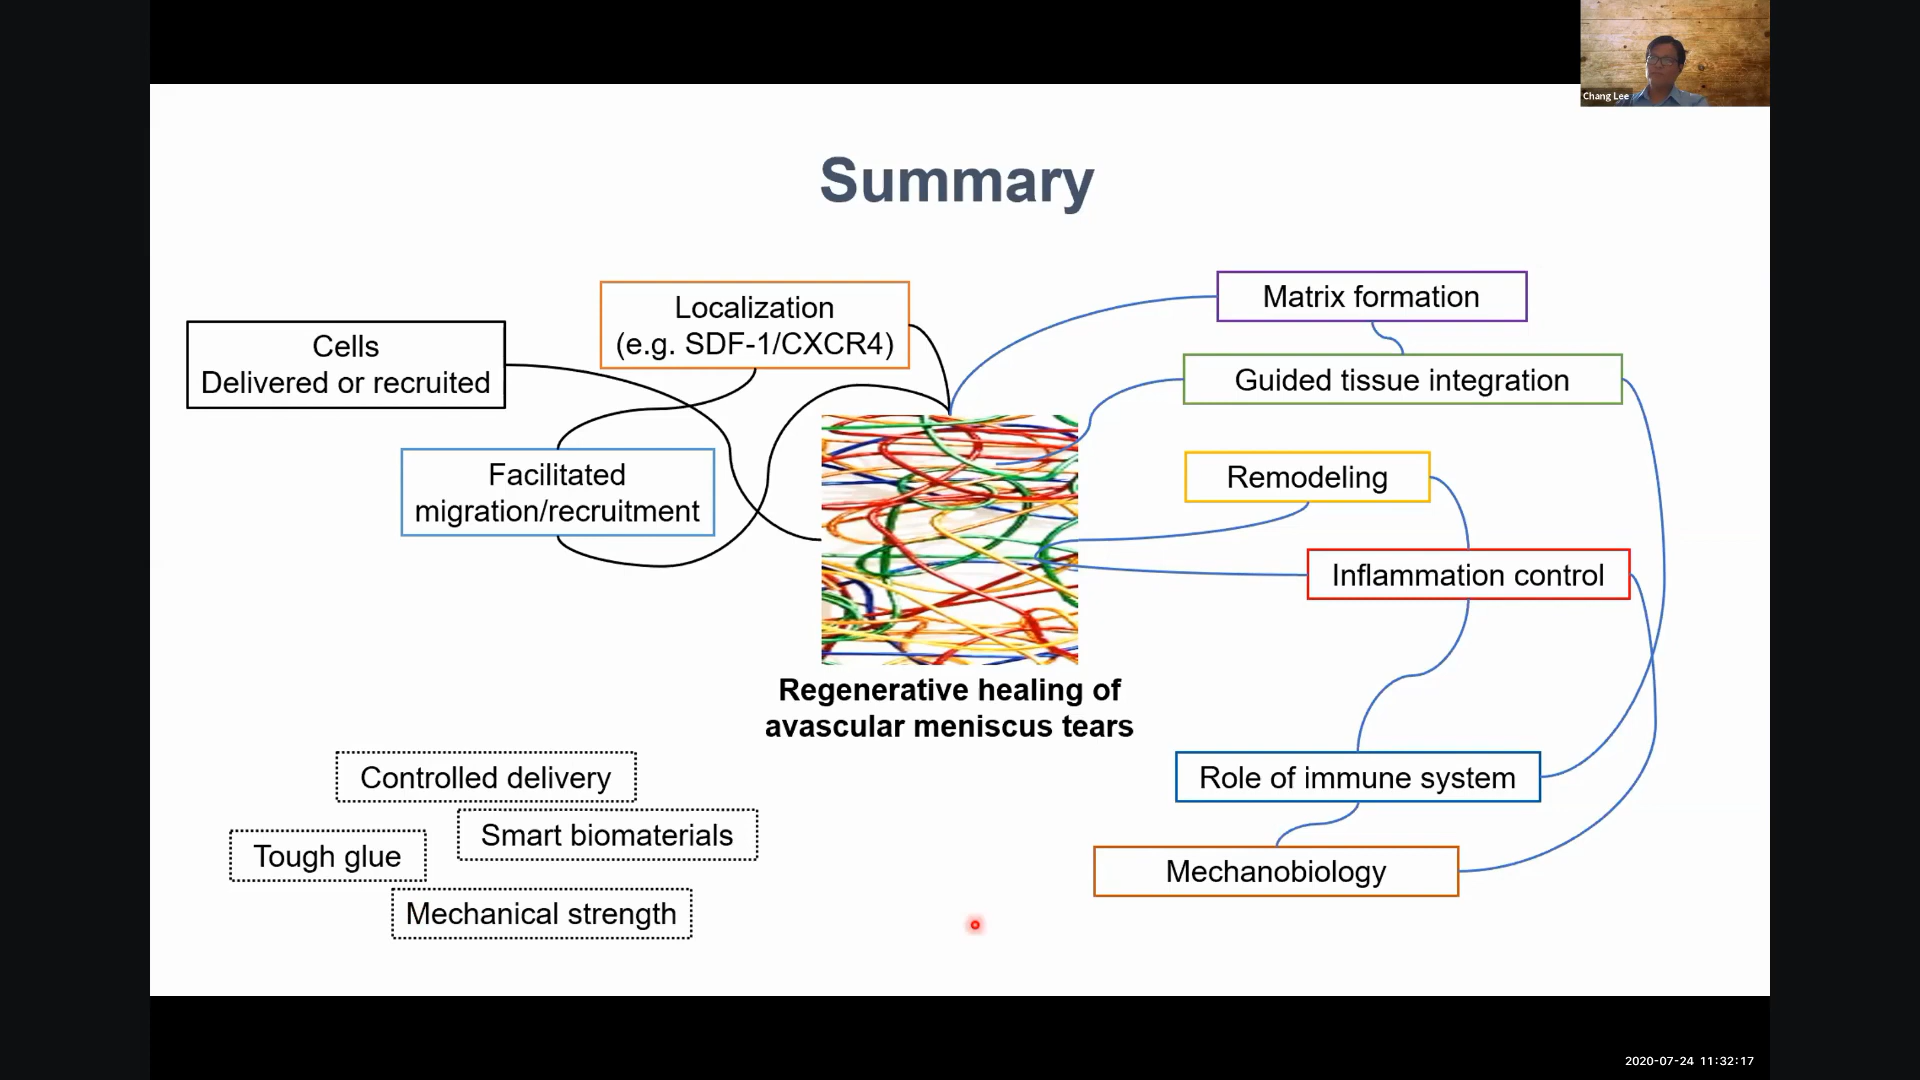 Chang Lee
Summary
Localization
(e.g. SDF-1/CXCR4)
Cells
Delivered or recruited
Facilitated
migration/recruitment
Matrix formation
Guided tissue integration
Remodeling
Inflammation control
Regenerative healing of
avascular meniscus tears
Controlled delivery
Smart biomaterials
Tough glue
Mechanical strength
Role of immune system
Mechanobiology
2020-07-24 11:32:17